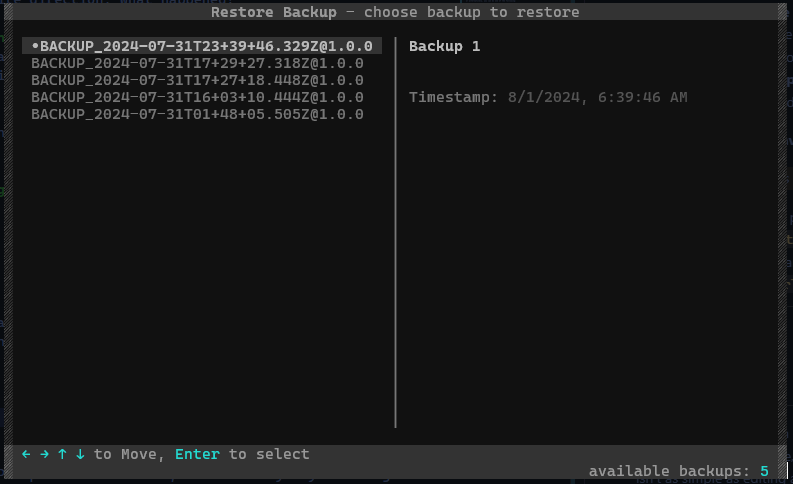 Restore Backup — choose backup to restore
•BACKUP_2024-07-31T23+39+46.329Z@1.0.0
BACKUP_2024-07-31T17+29+27.318Z@1.0.0
BACKUP_2024-07-31T17+27+18.448Z@1.0.0
BACKUP_2024-07-31T16+03+10.444Z@1.0.0
BACKUP_2024-07-31T01+48+05.505Z@1.0.0
Backup 1
Timestamp: 8/1/2024, 6:39:46 AM
← → ↑ ↓ to Move, Enter to select
available backups: 5